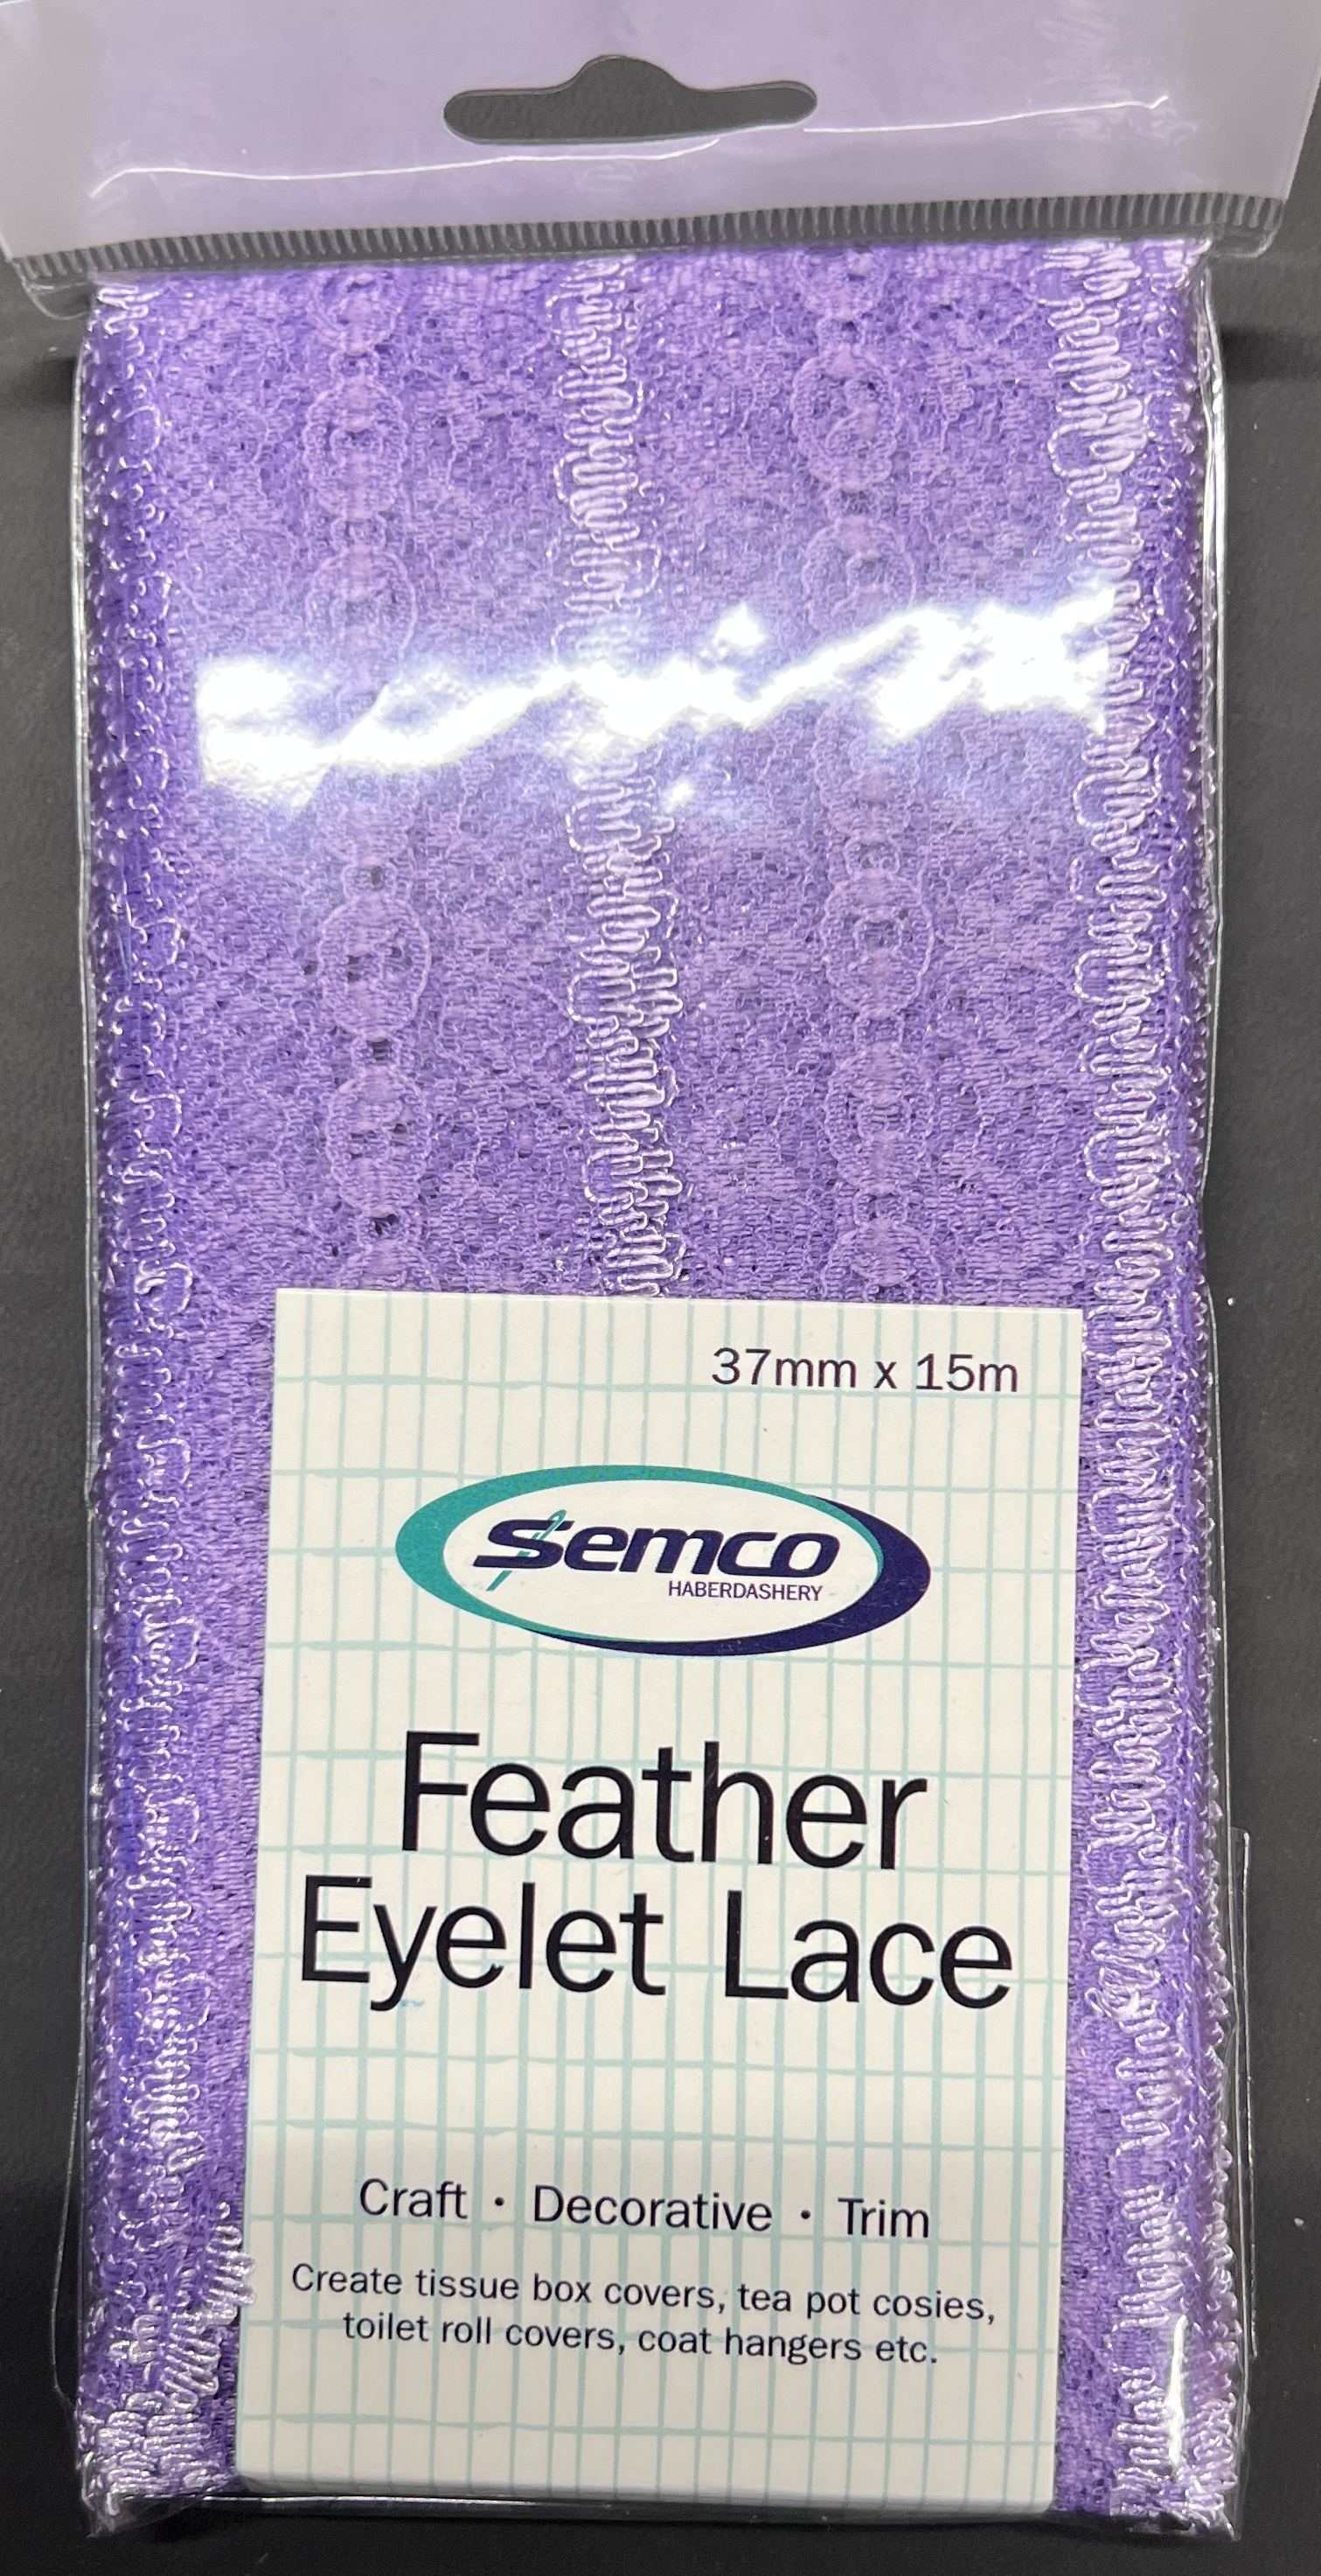 37mm x 15m
Semco
HABERDASHERY
Feather
Eyelet Lace
Craft • Decorative • Trim
Create tissue box covers, tea pot cosies,
toilet roll covers, coat hangers etc.